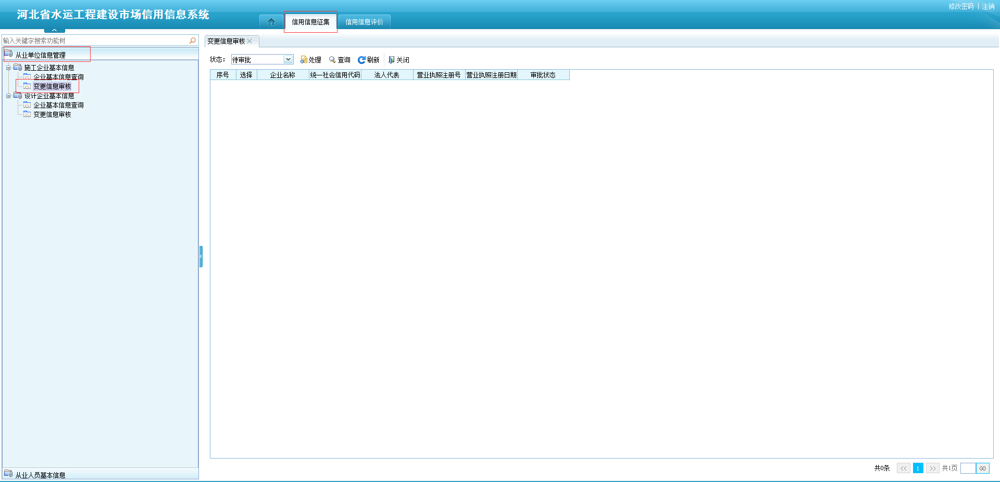 修改密码 | 注销
河北省水运工程建设市场信用信息系统
信用信息征集 信用信息评价
输入关键字搜索功能树
从业单位信息管理
施工企业基本信息
企业基本信息查询
变更信息审核
设计企业基本信息
企业基本信息查询
变更信息审核
从业人员基本信息
变更信息审核
状态： 待审批 处理 查询 刷新 关闭
序号 选择 企业名称 统一社会信用代码 法人代表 营业执照注册号 营业执照注册日期 审批状态
共0条 << 1 >> 共1页 GO